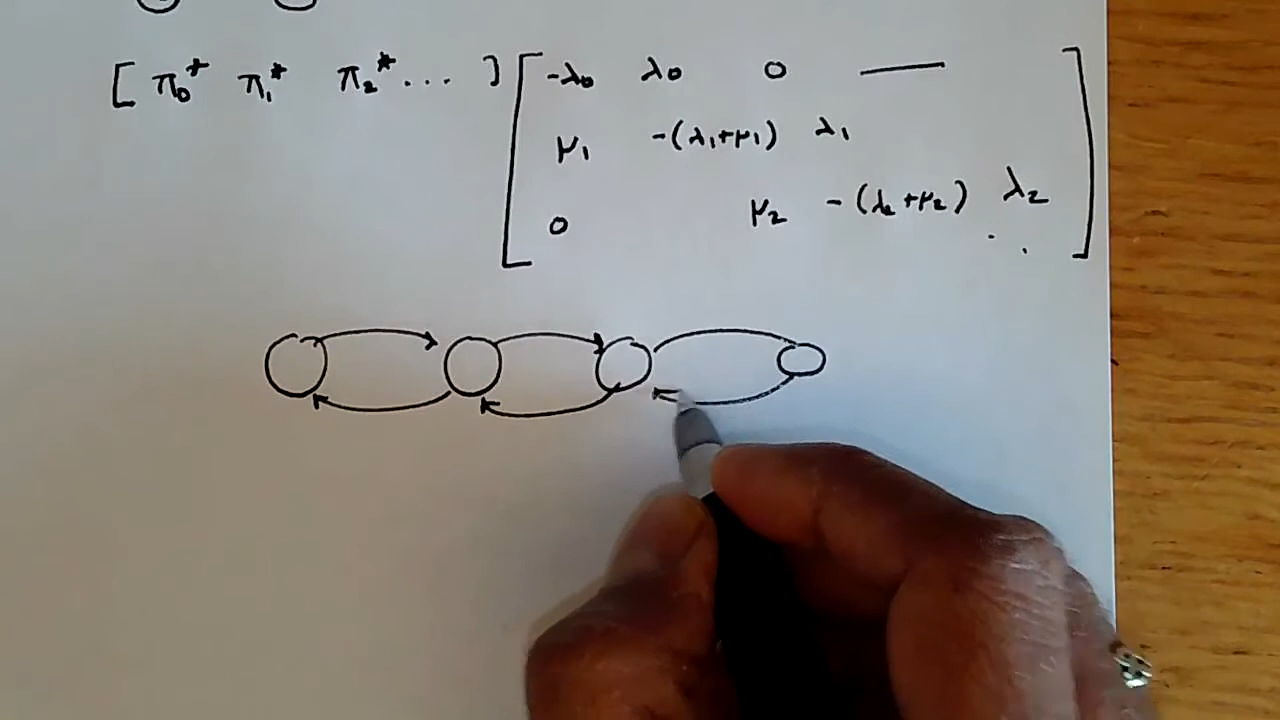 [ π₀* π₁* π₂* ... ] [ -λ₀ λ₀ 0 —
μ₁ -(λ₁+μ₁) λ₁
0 μ₂ -(λ₂+μ₂) λ₂ ⋱ ]